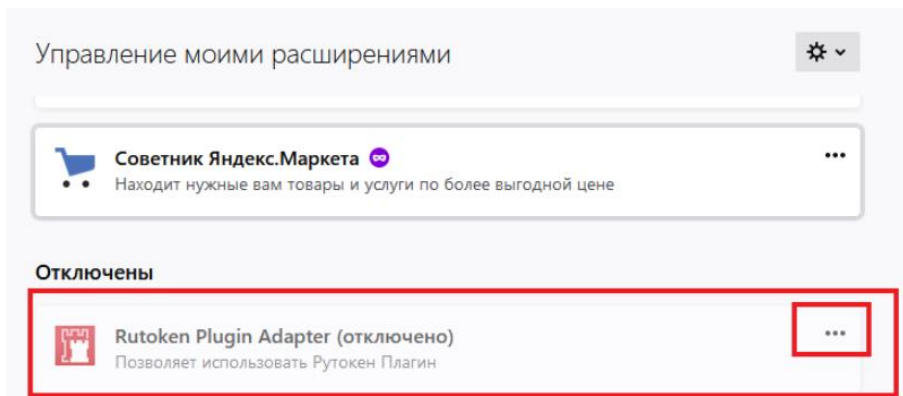 Управление моими расширениями
Советник Яндекс.Маркета
Находит нужные вам товары и услуги по более выгодной цене
Отключены
Rutoken Plugin Adapter (отключено)
Позволяет использовать Рутокен Плагин